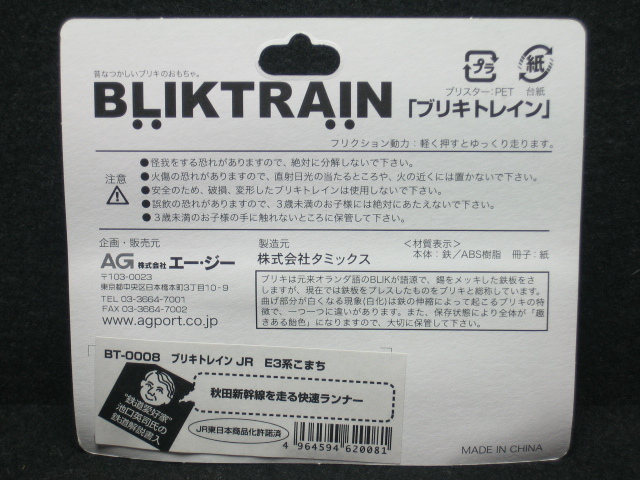 昔なつかしいブリキのおもちゃ。
BLIKTRAIN
プラ
紙
ブリスター：PET 台紙
「ブリキトレイン」
フリクション動力：軽く押すとゆっくり走ります。
注意
●怪我をする恐れがありますので、絶対に分解しないで下さい。
●火傷の恐れがありますので、直射日光の当たるところや、火の近くには置かないで下さい。
●安全のため、破損、変形したブリキトレインは使用しないで下さい。
●誤飲の恐れがありますので、３歳未満のお子様には絶対にあたえないで下さい。
●３歳未満のお子様の手に触れないところに保管して下さい。
企画・販売元
AG 株式会社 エー・ジー
〒103-0023
東京都中央区日本橋本町1丁目10-9
TEL 03-3664-7001
FAX 03-3664-7002
www.agport.co.jp
製造元
株式会社タミックス
＜材質表示＞
本体：鉄／ABS樹脂 冊子：紙
ブリキは元来オランダ語のBLIKが語源で、錫をメッキした鉄板をさ
しますが、現在では鉄板をプレスしたものをブリキと総称しています。
曲げ部分が白くなる現象(白化)は鉄の伸縮によって起こるブリキの特
徴で、一つ一つに違いがあります。また、保存状態により全体が「趣
きある飴色」になりますので、大切に保管して下さい。
BT-0008 ブリキトレイン JR E3系こまち
秋田新幹線を走る快速ランナー
"鉄道愛好家"
池口英司氏の
鉄道解説書入
JR東日本商品化許諾済
4 964594 620081
MADE IN CHINA